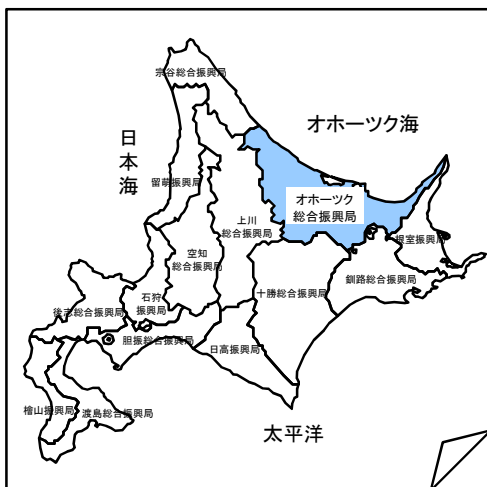 宗谷総合振興局
オホーツク海
日本海
留萌振興局
オホーツク
総合振興局
上川
総合振興局
根室振興局
空知
総合振興局
釧路総合振興局
十勝総合振興局
石狩
振興局
後志総合振興局
胆振総合振興局
日高振興局
檜山振興局
渡島総合振興局
太平洋